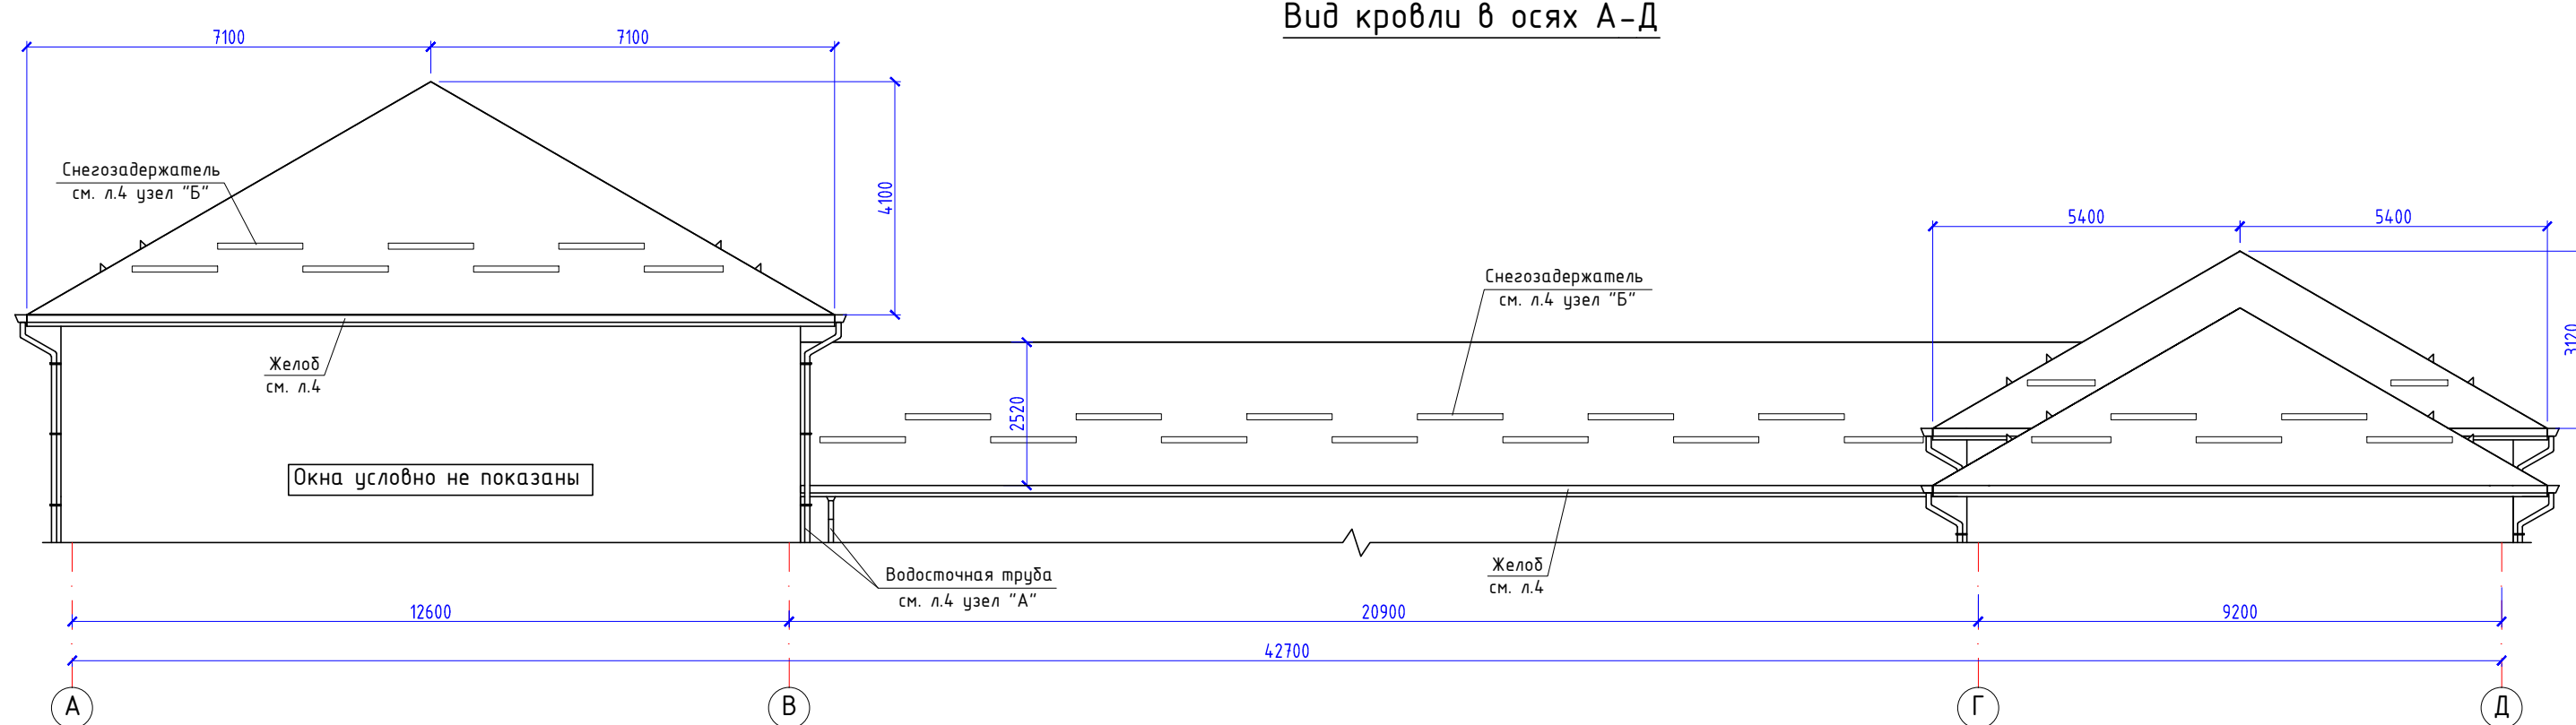 Вид кровли в осях А-Д
7100
7100
4100
Снегозадержатель
см. л.4 узел "Б"
5400
5400
3120
Снегозадержатель
см. л.4 узел "Б"
Желоб
см. л.4
2520
Окна условно не показаны
Желоб
см. л.4
Водосточная труба
см. л.4 узел "А"
12600
20900
9200
42700
А
В
Г
Д